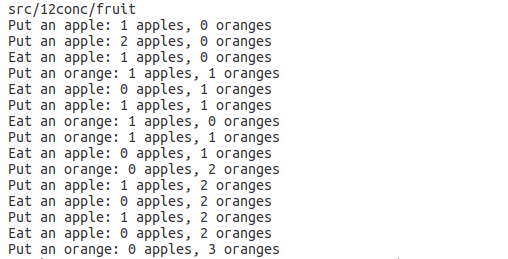 src/12conc/fruit
Put an apple: 1 apples, 0 oranges
Put an apple: 2 apples, 0 oranges
Eat an apple: 1 apples, 0 oranges
Put an orange: 1 apples, 1 oranges
Eat an apple: 0 apples, 1 oranges
Put an apple: 1 apples, 1 oranges
Eat an orange: 1 apples, 0 oranges
Put an orange: 1 apples, 1 oranges
Eat an apple: 0 apples, 1 oranges
Put an orange: 0 apples, 2 oranges
Put an apple: 1 apples, 2 oranges
Eat an apple: 0 apples, 2 oranges
Put an apple: 1 apples, 2 oranges
Eat an apple: 0 apples, 2 oranges
Put an orange: 0 apples, 3 oranges